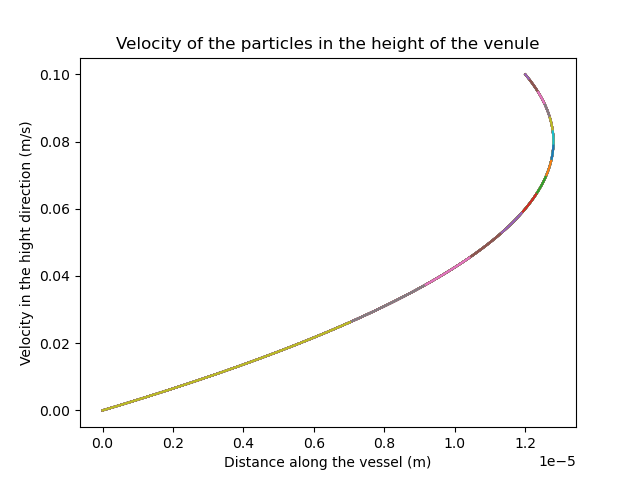 Velocity of the particles in the height of the venule
Velocity in the hight direction (m/s)
0.10
0.08
0.06
0.04
0.02
0.00
0.0 0.2 0.4 0.6 0.8 1.0 1.2
1e−5
Distance along the vessel (m)